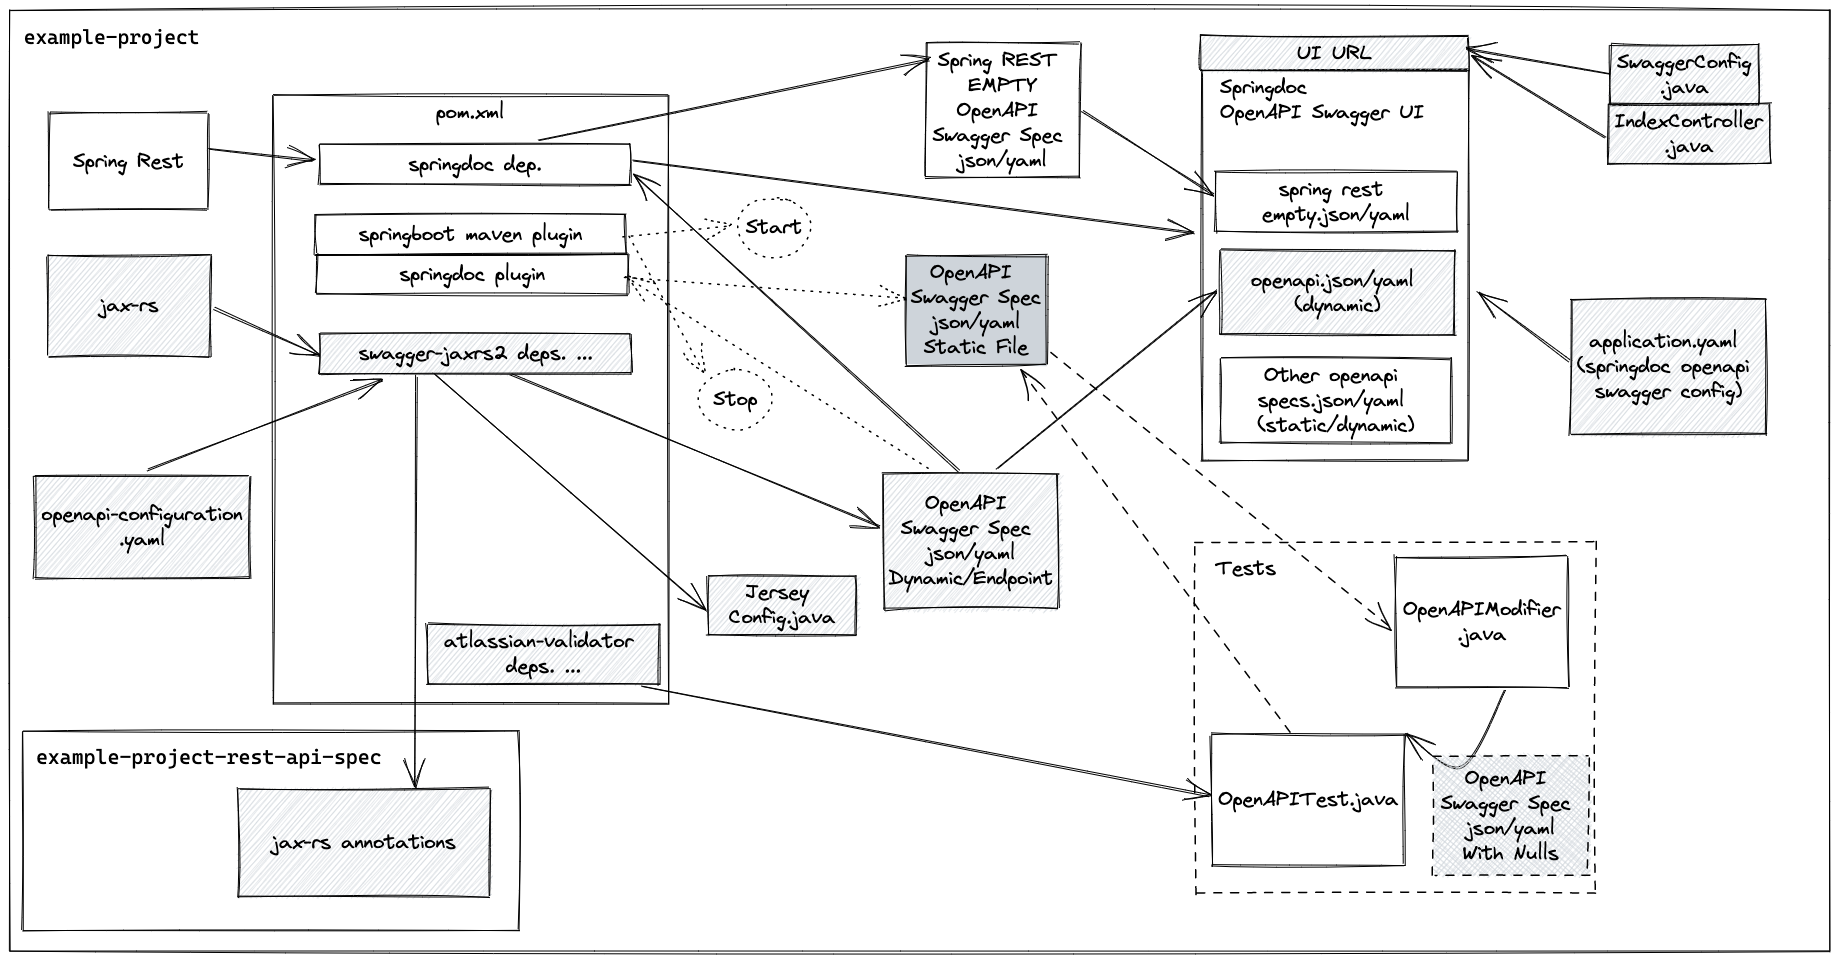 example-project
Spring Rest
jax-rs
openapi-configuration
.yaml
pom.xml
springdoc dep.
springboot maven plugin
springdoc plugin
swagger-jaxrs2 deps. ...
atlassian-validator
deps. ...
Start
Stop
Spring REST
EMPTY
OpenAPI
Swagger Spec
json/yaml
OpenAPI
Swagger Spec
json/yaml
Static File
OpenAPI
Swagger Spec
json/yaml
Dynamic/Endpoint
Jersey
Config.java
UI URL
Springdoc
OpenAPI Swagger UI
spring rest
empty.json/yaml
openapi.json/yaml
(dynamic)
Other openapi
specs.json/yaml
(static/dynamic)
SwaggerConfig
.java
IndexController
.java
application.yaml
(springdoc openapi
swagger config)
Tests
OpenAPIModifier
.java
OpenAPITest.java
OpenAPI
Swagger Spec
json/yaml
With Nulls
example-project-rest-api-spec
jax-rs annotations